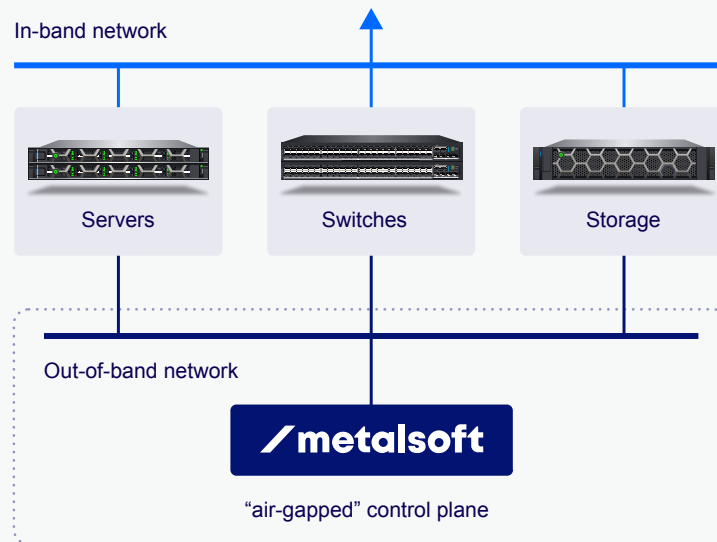 In-band network
Servers
Switches
Storage
Out-of-band network
metalsoft
“air-gapped” control plane